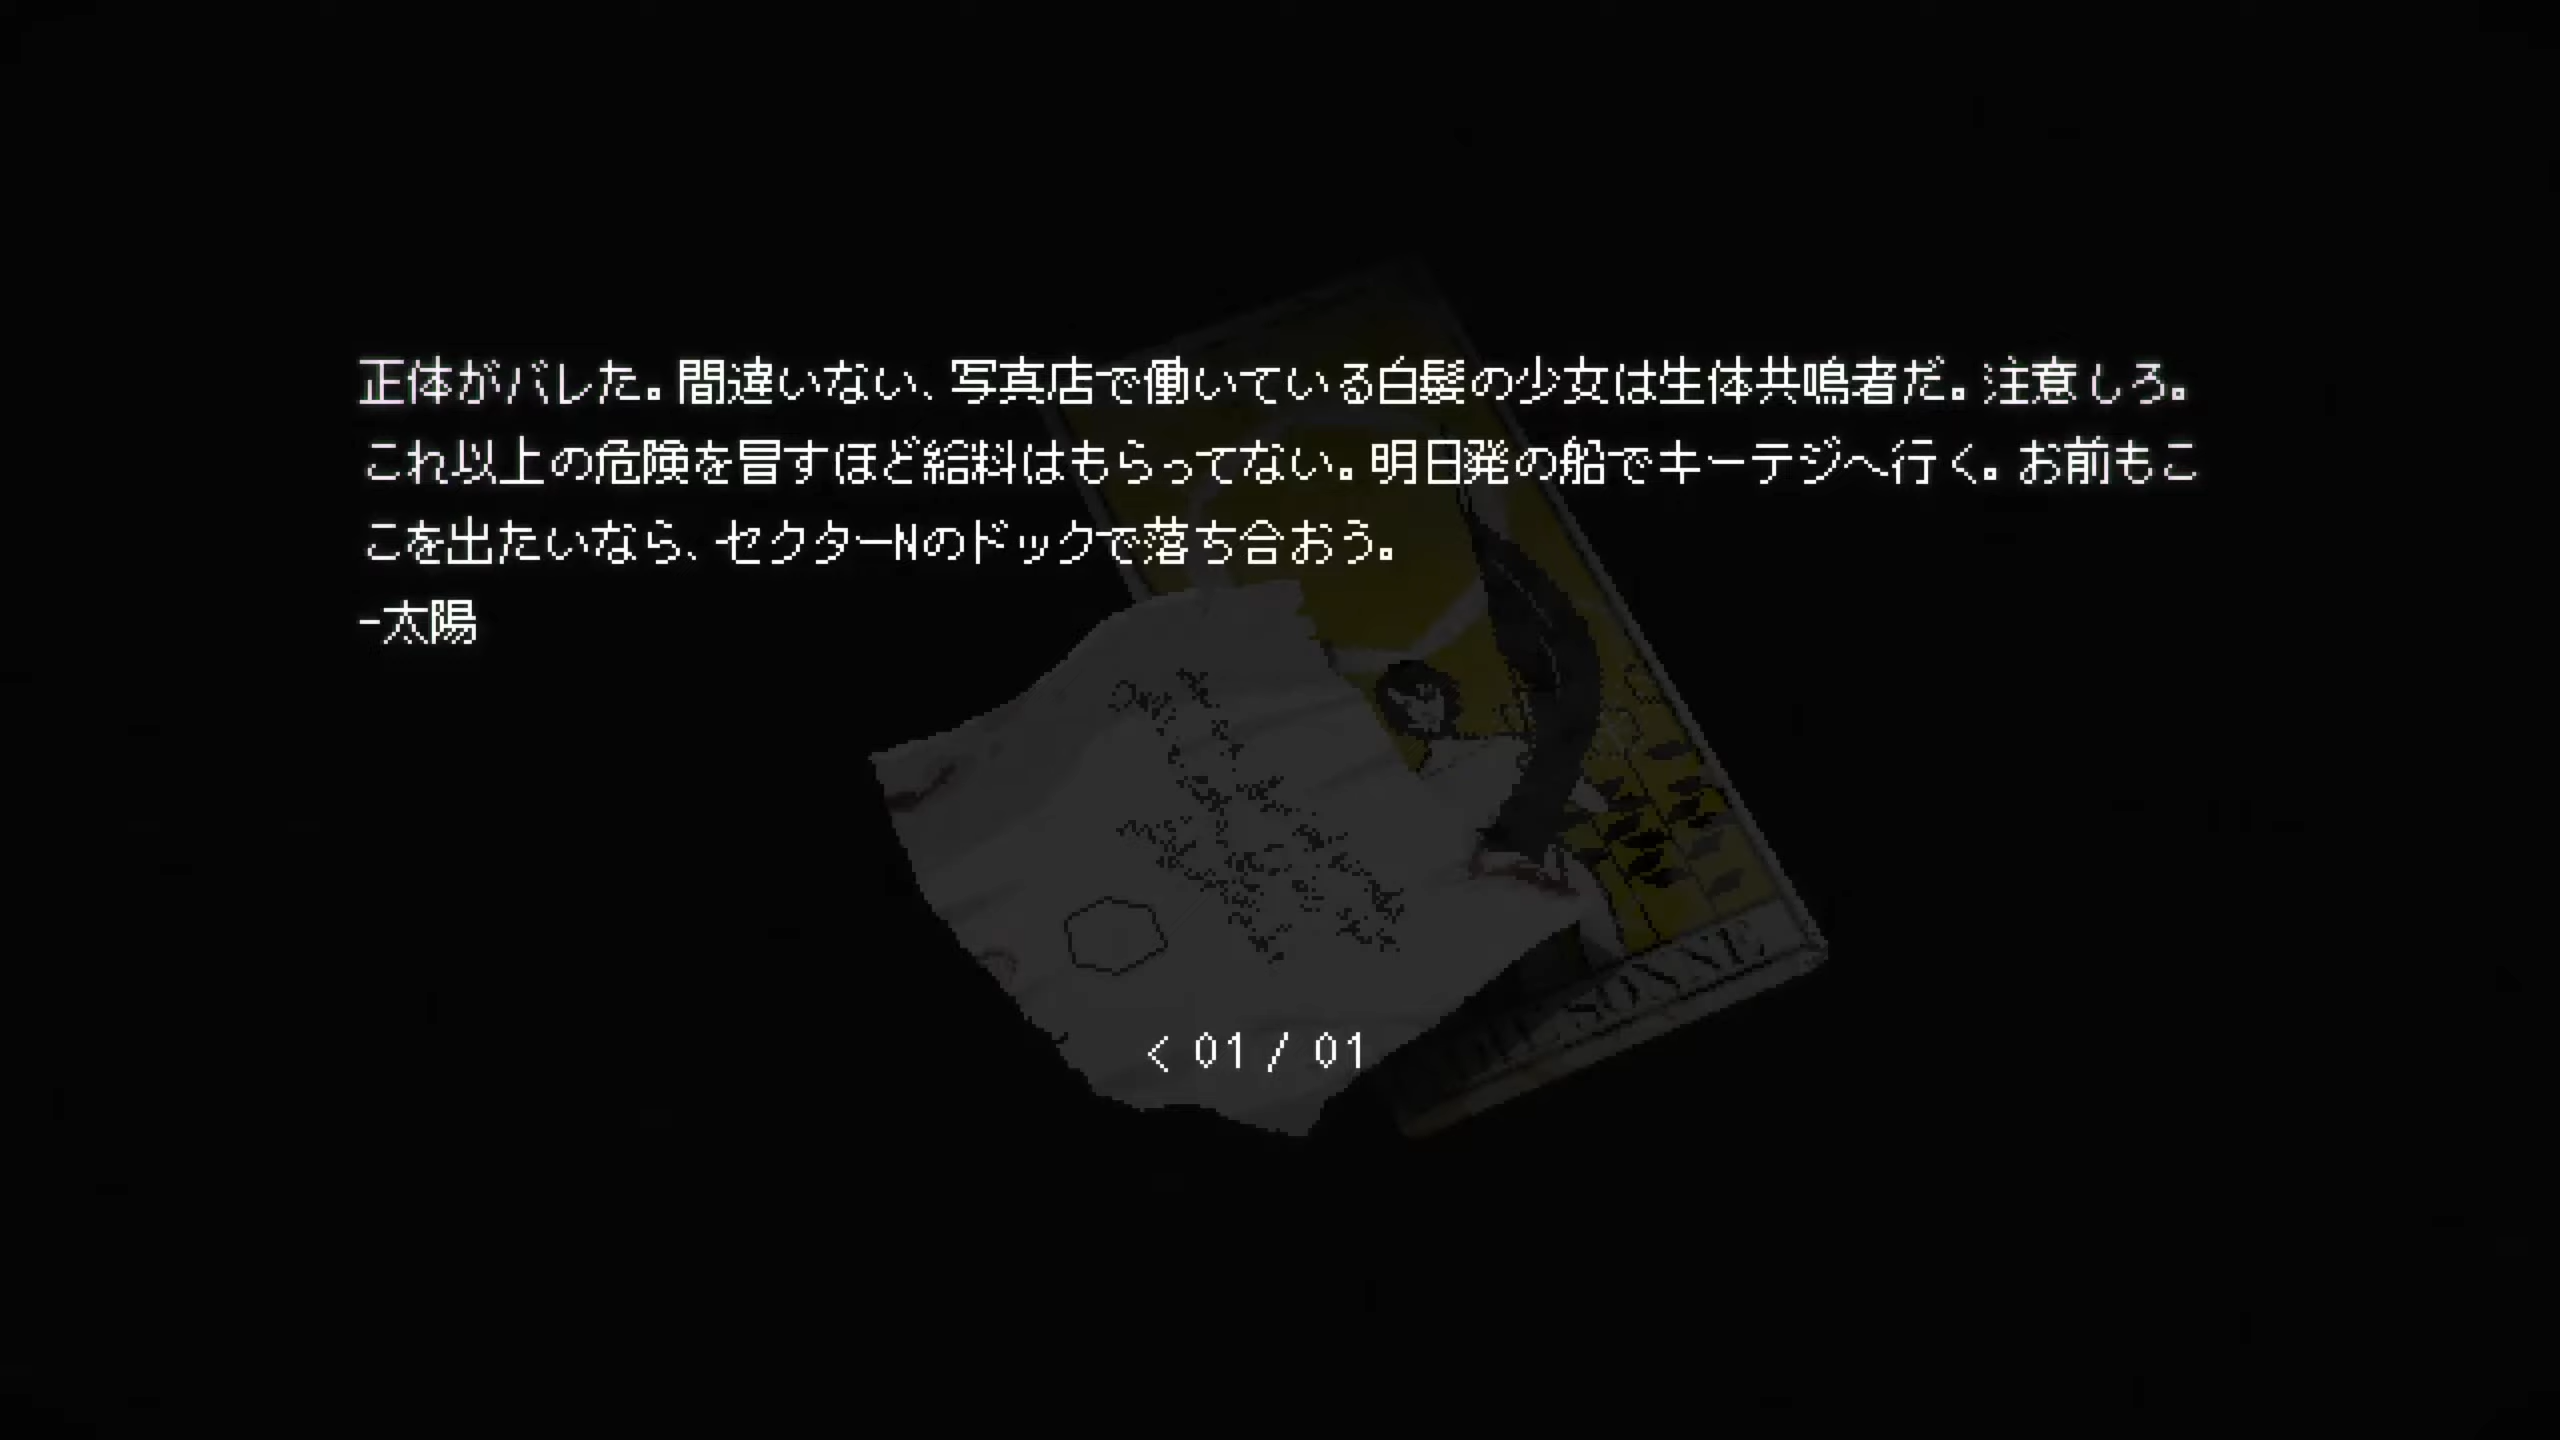 正体がバレた。間違いない、写真店で働いている白髪の少女は生体共鳴者だ。注意しろ。
これ以上の危険を冒すほど給料はもらってない。明日発の船でキーテジへ行く。お前もこ
こを出たいなら、セクターNのドックで落ち合おう。
-太陽
SONNE
< 01 / 01